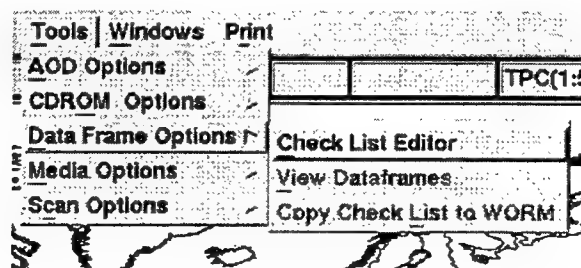 Tools Windows Print
AOD Options
CDROM Options
Data Frame Options
Media Options
Scan Options
TPC(1:
Check List Editor
View Dataframes
Copy Check List to WORM